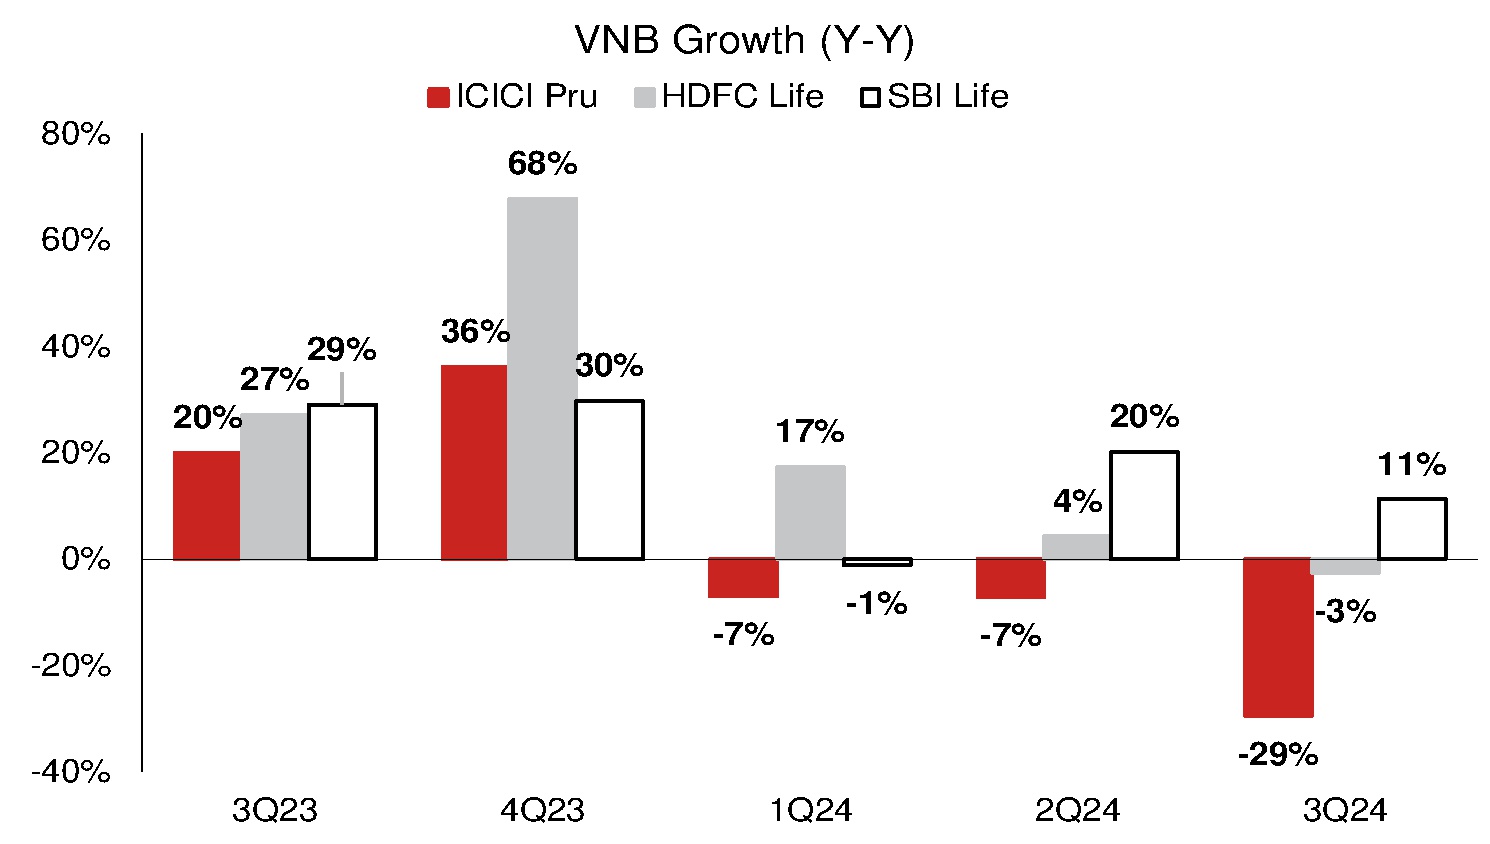 VNB Growth (Y-Y)
ICICI Pru HDFC Life SBI Life
80%
60%
40%
20%
0%
-20%
-40%
20% 27% 29%
36% 68% 30%
-7% 17% -1%
-7% 4% 20%
-29% -3% 11%
3Q23 4Q23 1Q24 2Q24 3Q24